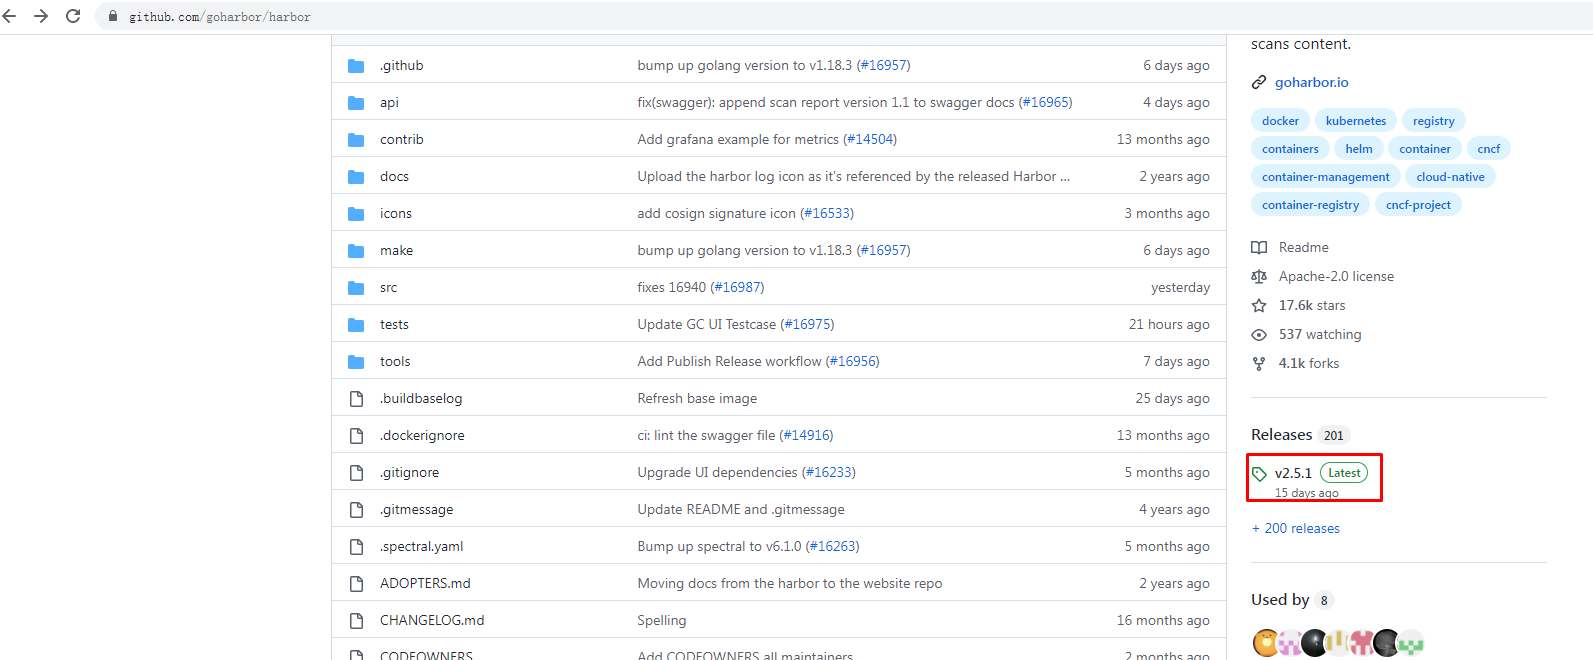 github.com/goharbor/harbor
.github bump up golang version to v1.18.3 (#16957) 6 days ago
api fix(swagger): append scan report version 1.1 to swagger docs (#16965) 4 days ago
contrib Add grafana example for metrics (#14504) 13 months ago
docs Upload the harbor log icon as it's referenced by the released Harbor ... 2 years ago
icons add cosign signature icon (#16533) 3 months ago
make bump up golang version to v1.18.3 (#16957) 6 days ago
src fixes 16940 (#16987) yesterday
tests Update GC UI Testcase (#16975) 21 hours ago
tools Add Publish Release workflow (#16956) 7 days ago
.buildbaselog Refresh base image 25 days ago
.dockerignore ci: lint the swagger file (#14916) 13 months ago
.gitignore Upgrade UI dependencies (#16233) 5 months ago
.gitmessage Update README and .gitmessage 4 years ago
.spectral.yaml Bump up spectral to v6.1.0 (#16263) 5 months ago
ADOPTERS.md Moving docs from the harbor to the website repo 2 years ago
CHANGELOG.md Spelling 16 months ago
CODEOWNERS Add CODEOWNERS all maintainers 2 months ago
scans content.
goharbor.io
docker kubernetes registry
containers helm container cncf
container-management cloud-native
container-registry cncf-project
Readme
Apache-2.0 license
17.6k stars
537 watching
4.1k forks
Releases 201
v2.5.1 Latest
15 days ago
+ 200 releases
Used by 8